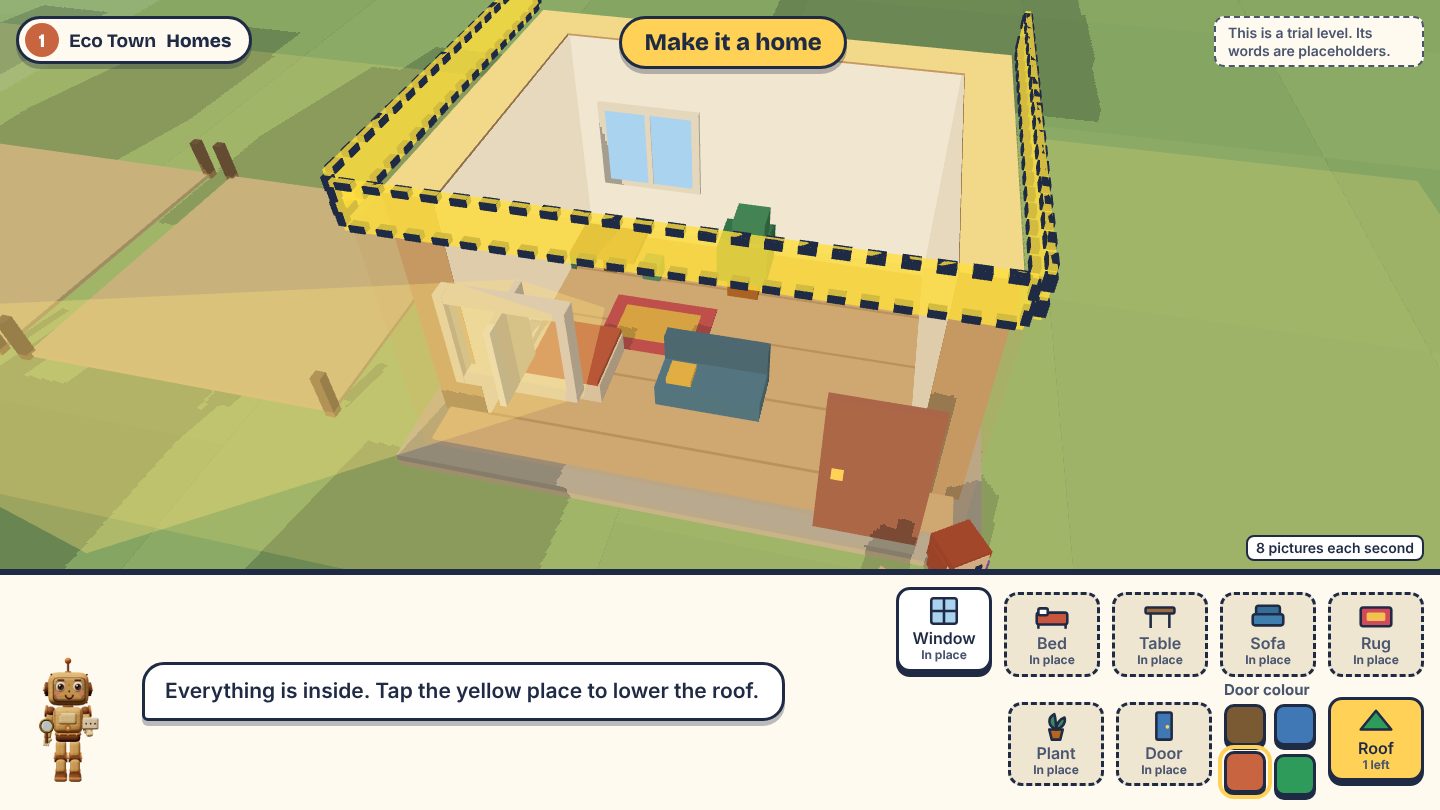 1 Eco Town Homes
Make it a home
This is a trial level. Its
words are placeholders.
8 pictures each second
Everything is inside. Tap the yellow place to lower the roof.
Window
In place
Bed
In place
Table
In place
Sofa
In place
Rug
In place
Plant
In place
Door
In place
Door colour
Roof
1 left